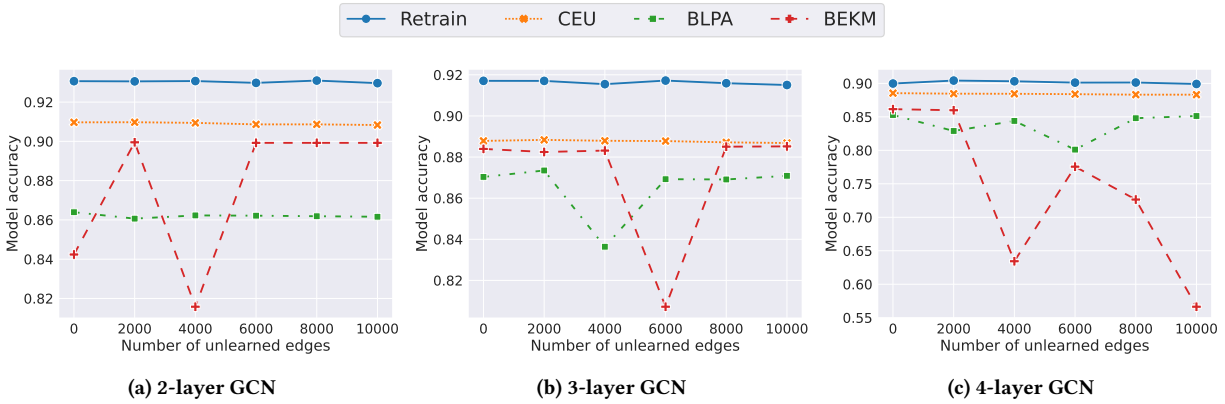 Retrain CEU BLPA BEKM
Model accuracy
0.92
0.90
0.88
0.86
0.84
0.82
0 2000 4000 6000 8000 10000
Number of unlearned edges
(a) 2-layer GCN
Model accuracy
0.92
0.90
0.88
0.86
0.84
0.82
0 2000 4000 6000 8000 10000
Number of unlearned edges
(b) 3-layer GCN
Model accuracy
0.90
0.85
0.80
0.75
0.70
0.65
0.60
0.55
0 2000 4000 6000 8000 10000
Number of unlearned edges
(c) 4-layer GCN